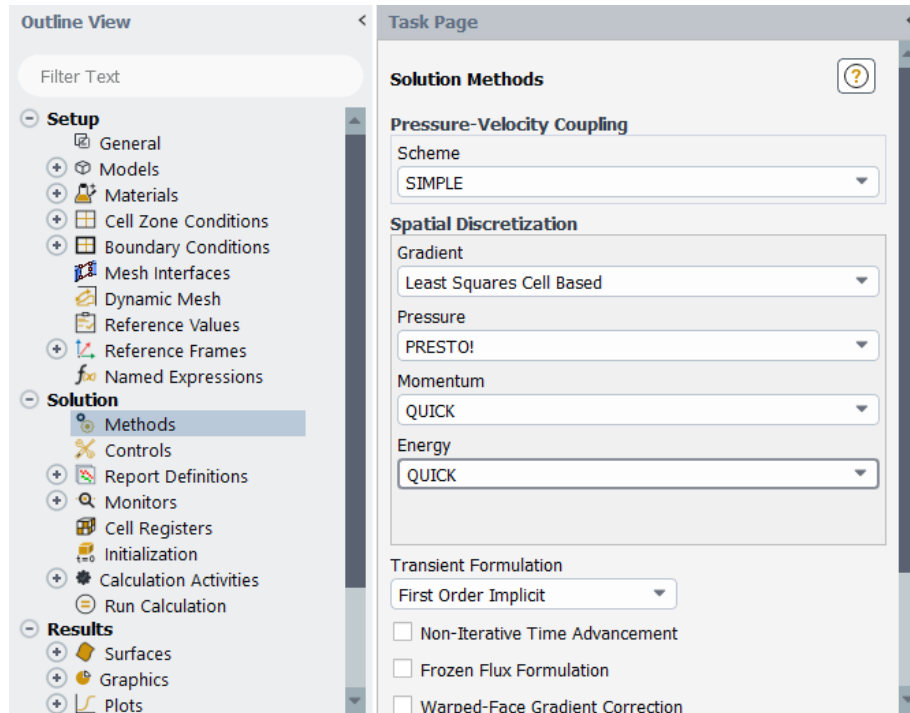 Outline View
<
Filter Text
Setup
General
Models
Materials
Cell Zone Conditions
Boundary Conditions
Mesh Interfaces
Dynamic Mesh
Reference Values
Reference Frames
Named Expressions
Solution
Methods
Controls
Report Definitions
Monitors
Cell Registers
Initialization
Calculation Activities
Run Calculation
Results
Surfaces
Graphics
Plots
Task Page
Solution Methods
?
Pressure-Velocity Coupling
Scheme
SIMPLE
Spatial Discretization
Gradient
Least Squares Cell Based
Pressure
PRESTO!
Momentum
QUICK
Energy
QUICK
Transient Formulation
First Order Implicit
Non-Iterative Time Advancement
Frozen Flux Formulation
Warped-Face Gradient Correction